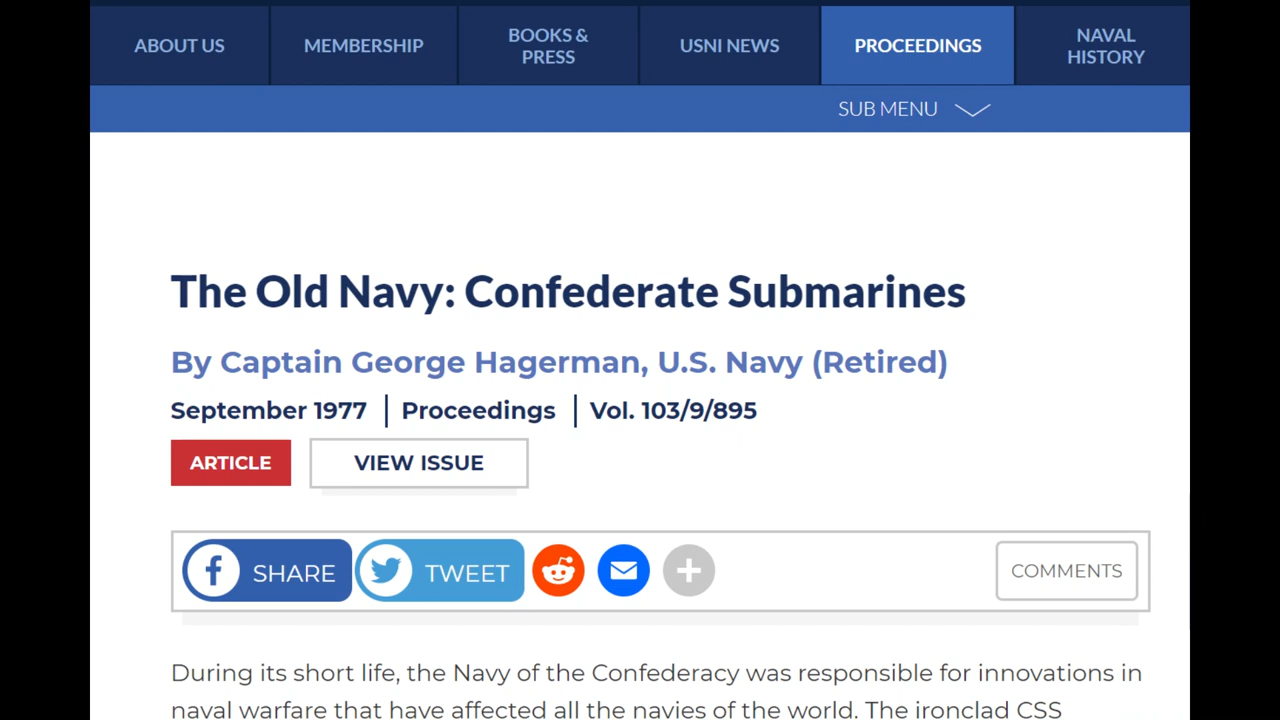 ABOUT US
MEMBERSHIP
BOOKS &
PRESS
USNI NEWS
PROCEEDINGS
NAVAL
HISTORY
SUB MENU
The Old Navy: Confederate Submarines
By Captain George Hagerman, U.S. Navy (Retired)
September 1977 | Proceedings | Vol. 103/9/895
ARTICLE
VIEW ISSUE
SHARE
TWEET
COMMENTS
During its short life, the Navy of the Confederacy was responsible for innovations in
naval warfare that have affected all the navies of the world. The ironclad CSS